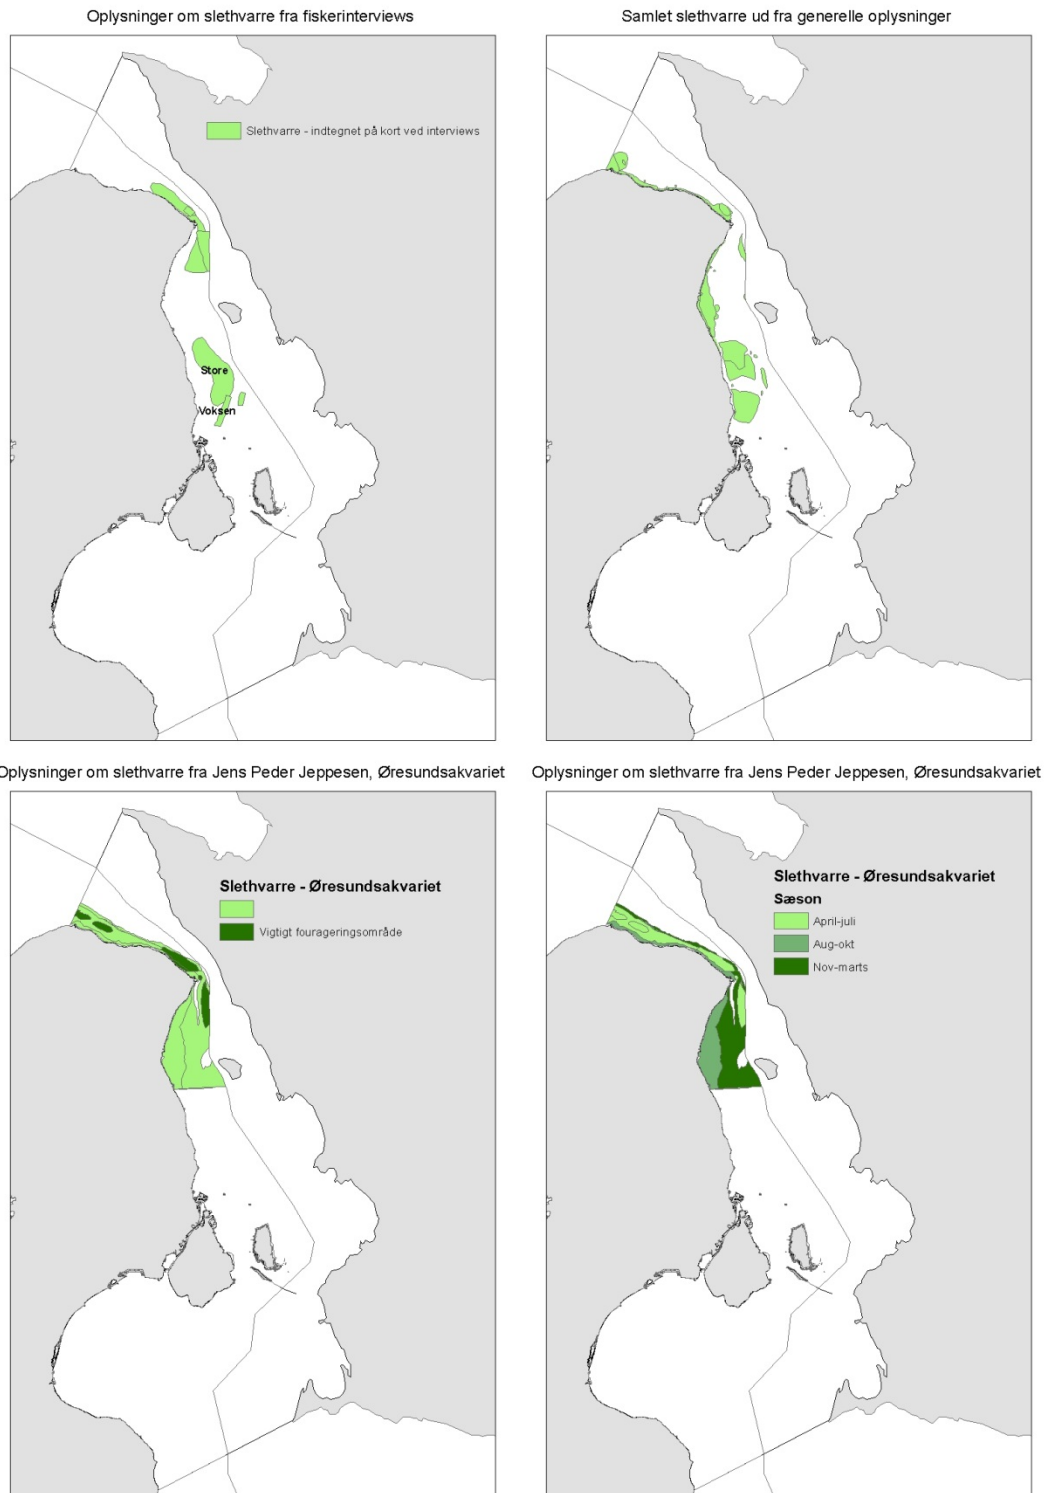 Oplysninger om slethvarre fra fiskerinterviews
Samlet slethvarre ud fra generelle oplysninger
Slethvarre - indtegnet på kort ved interviews
Store
Voksen
Oplysninger om slethvarre fra Jens Peder Jeppesen, Øresundsakvariet
Oplysninger om slethvarre fra Jens Peder Jeppesen, Øresundsakvariet
Slethvarre - Øresundsakvariet
Vigtigt fourageringsområde
Slethvarre - Øresundsakvariet
Sæson
April-juli
Aug-okt
Nov-marts